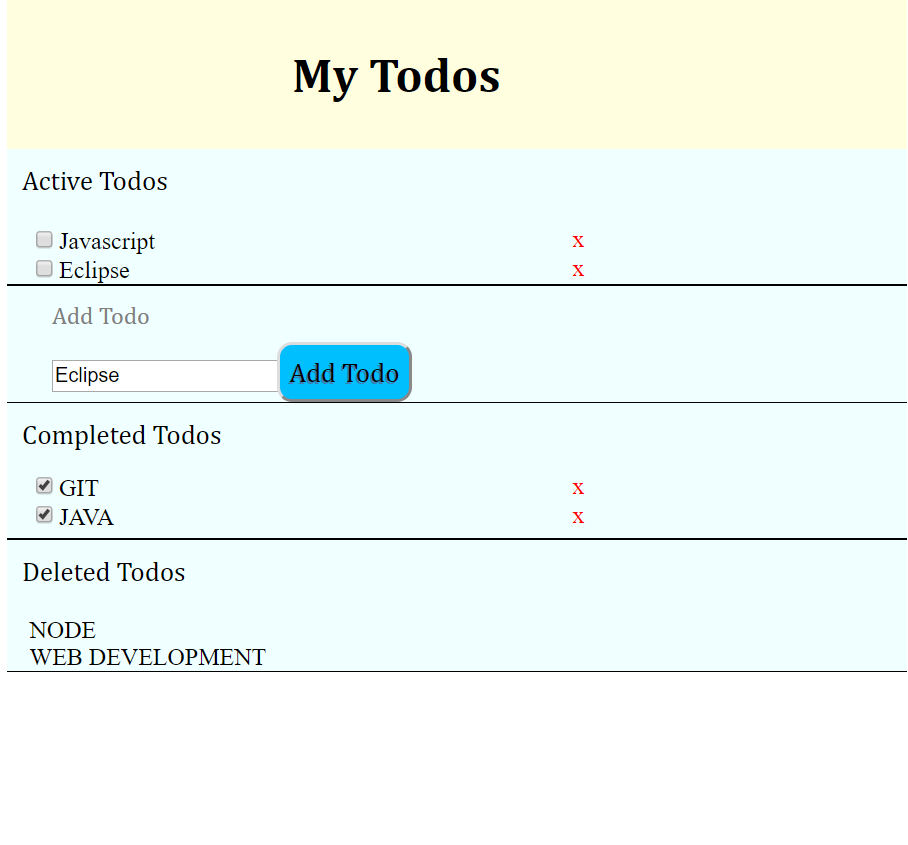 My Todos
Active Todos
Javascript x
Eclipse x
Add Todo
Eclipse Add Todo
Completed Todos
GIT x
JAVA x
Deleted Todos
NODE
WEB DEVELOPMENT